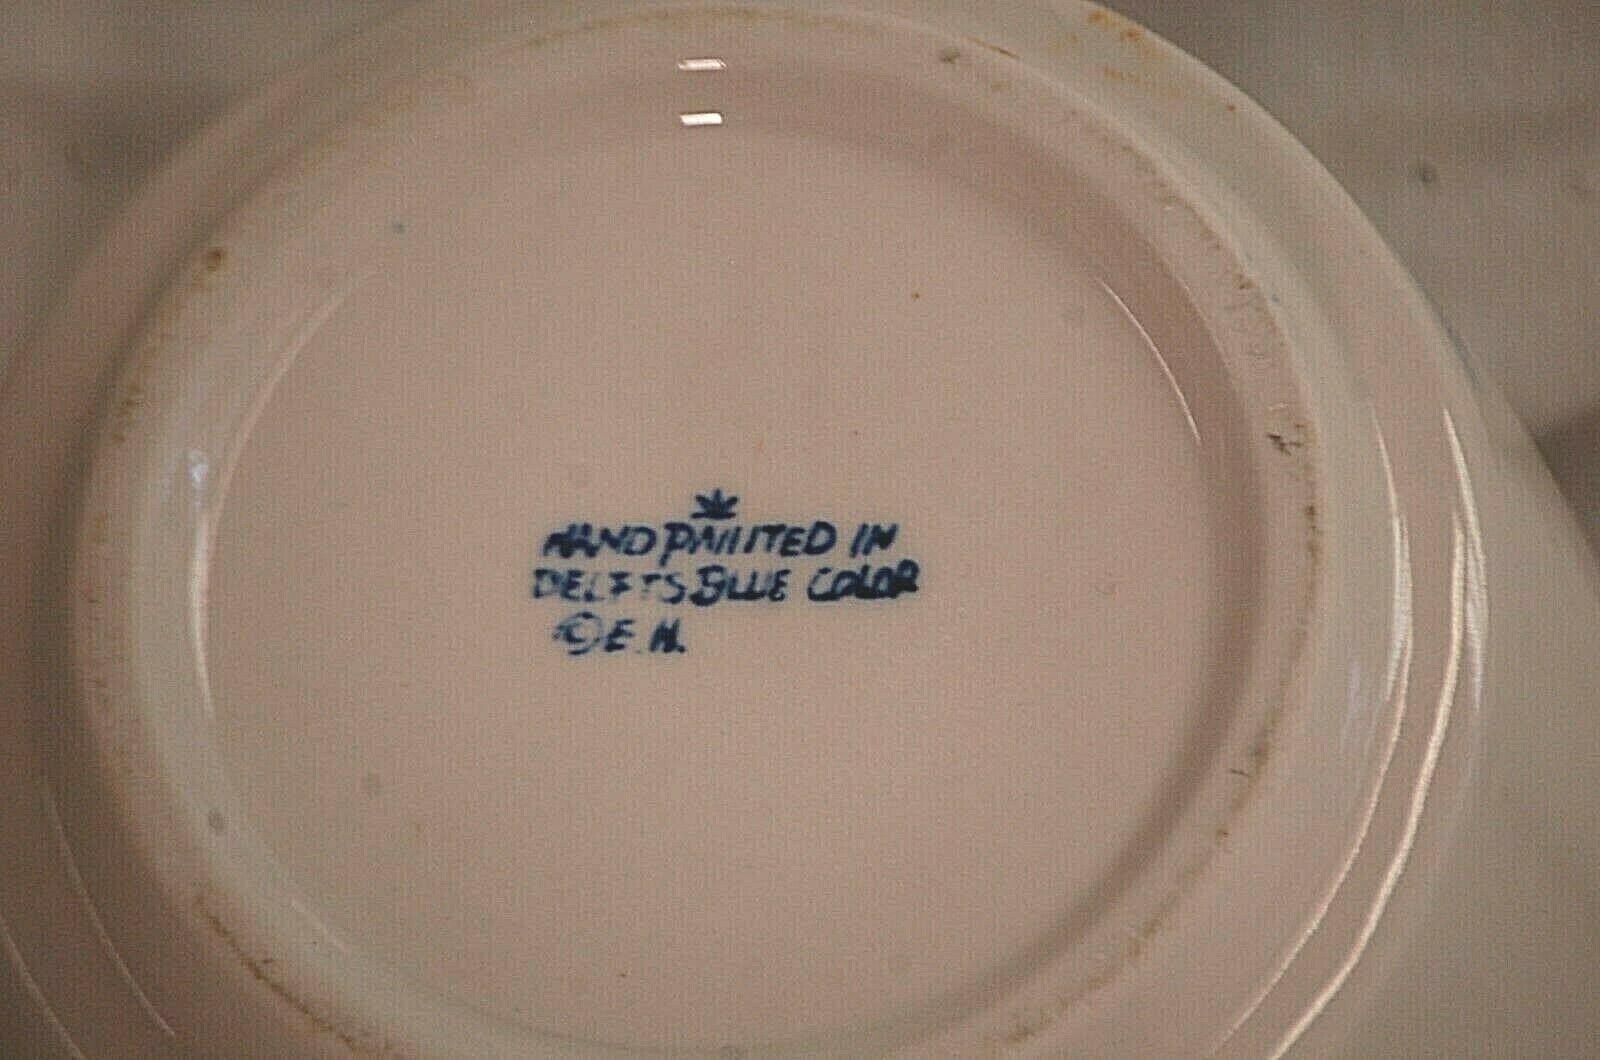 HAND PAINTED IN
DELFTS BLUE COLOR
© E. H.